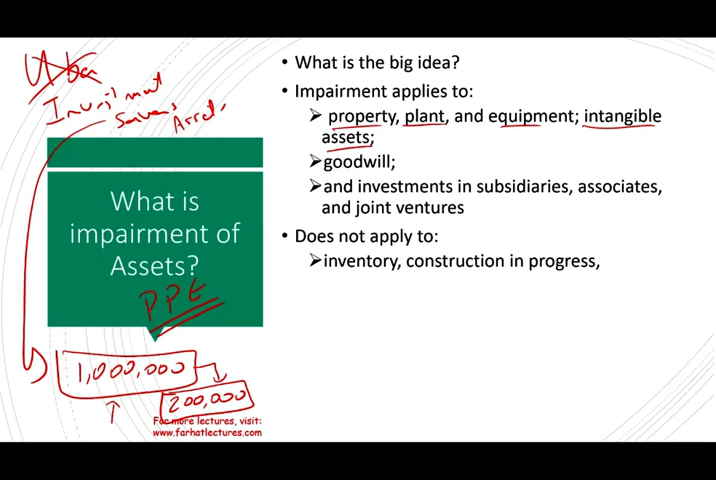 Uber
Assets,
• What is the big idea?
• Impairment applies to:
➢ property, plant, and equipment; intangible
assets;
➢goodwill;
➢and investments in subsidiaries, associates,
and joint ventures
• Does not apply to:
➢inventory, construction in progress,
What is
impairment of
Assets?
PPE
1,000,000
200,000
For more lectures, visit:
www.farhatlectures.com